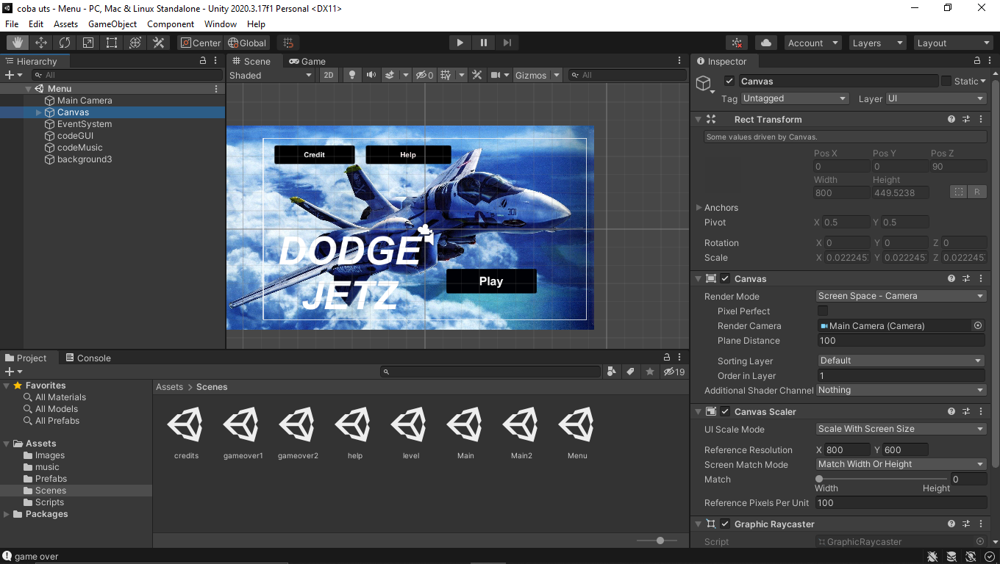 coba uts - Menu - PC, Mac & Linux Standalone - Unity 2020.3.17f1 Personal <DX11>
File Edit Assets GameObject Component Window Help
Center Global Account Layers Layout
Hierarchy
All
Menu
Main Camera
Canvas
EventSystem
codeGUI
codeMusic
background3
Scene Game
Shaded 2D 0 Gizmos All
Credit Help
301
DODGE
JETZ
Play
Inspector
Canvas Static
Tag Untagged Layer UI
Rect Transform
Some values driven by Canvas.
Pos X Pos Y Pos Z
0 0 90
Width Height
800 449.5238 R
Anchors
Pivot X 0.5 Y 0.5
Rotation X 0 Y 0 Z 0
Scale X 0.022245 Y 0.022245 Z 0.022245
Canvas
Render Mode Screen Space - Camera
Pixel Perfect
Render Camera Main Camera (Camera)
Plane Distance 100
Sorting Layer Default
Order in Layer 1
Additional Shader Channel Nothing
Canvas Scaler
UI Scale Mode Scale With Screen Size
Reference Resolution X 800 Y 600
Screen Match Mode Match Width Or Height
Match 0
Width Height
Reference Pixels Per Unit 100
Graphic Raycaster
Script GraphicRaycaster
Project Console
19
Favorites
All Materials
All Models
All Prefabs
Assets
Images
music
Prefabs
Scenes
Scripts
Packages
Assets > Scenes
credits gameover1 gameover2 help level Main Main2 Menu
game over